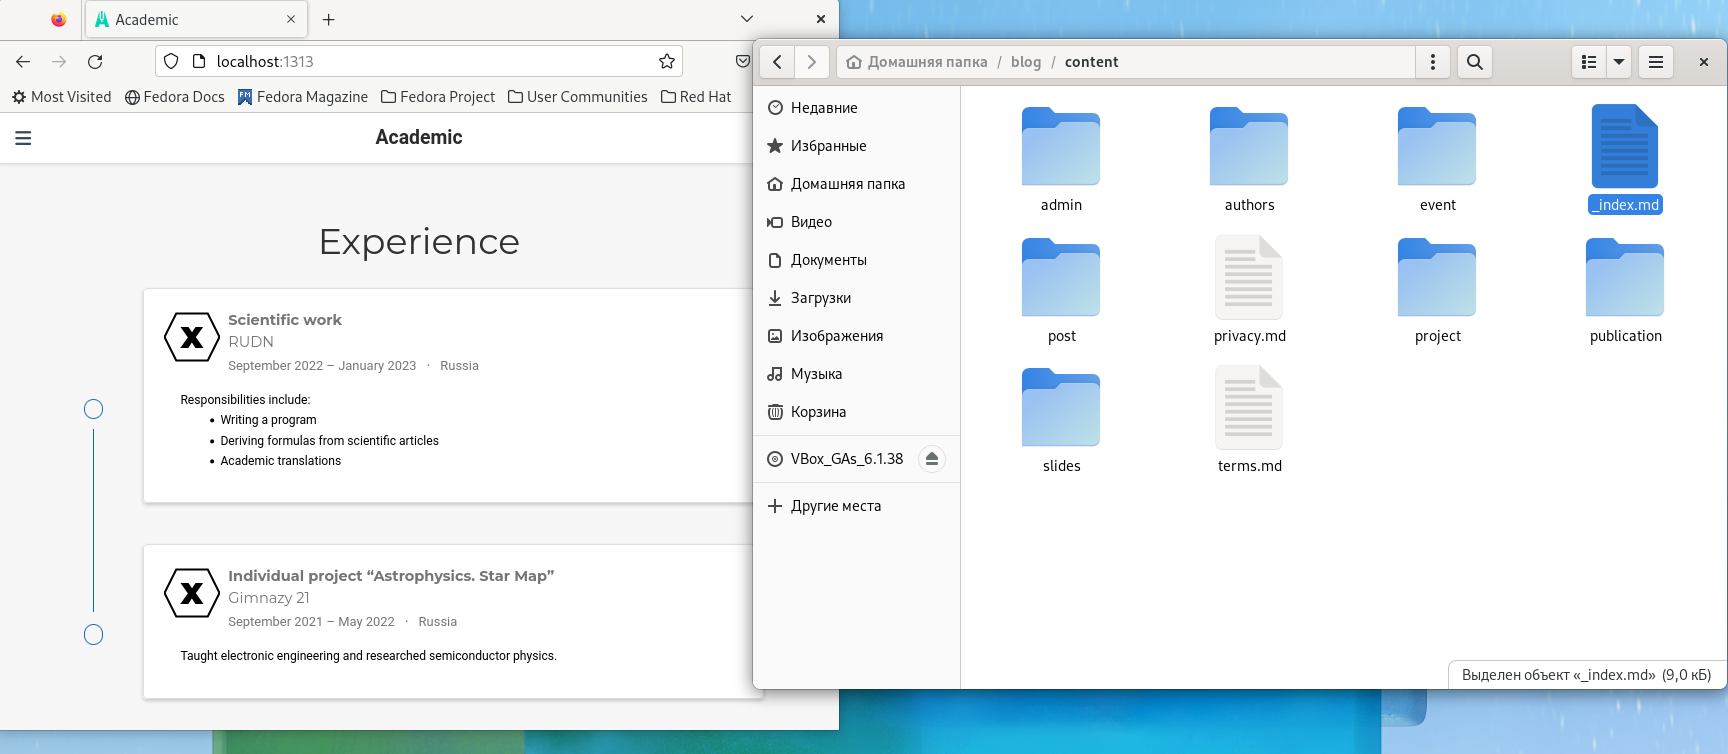 Academic
localhost:1313
Most Visited
Fedora Docs
FM
Fedora Magazine
Fedora Project
User Communities
Red Hat
Academic
Experience
X
Scientific work
RUDN
September 2022 – January 2023 · Russia
Responsibilities include:
• Writing a program
• Deriving formulas from scientific articles
• Academic translations
X
Individual project “Astrophysics. Star Map”
Gimnazy 21
September 2021 – May 2022 · Russia
Taught electronic engineering and researched semiconductor physics.
Домашняя папка / blog / content
Недавние
Избранные
Домашняя папка
Видео
Документы
Загрузки
Изображения
Музыка
Корзина
VBox_GAs_6.1.38
Другие места
admin
authors
event
_index.md
post
privacy.md
project
publication
slides
terms.md
Выделен объект «_index.md» (9,0 кБ)